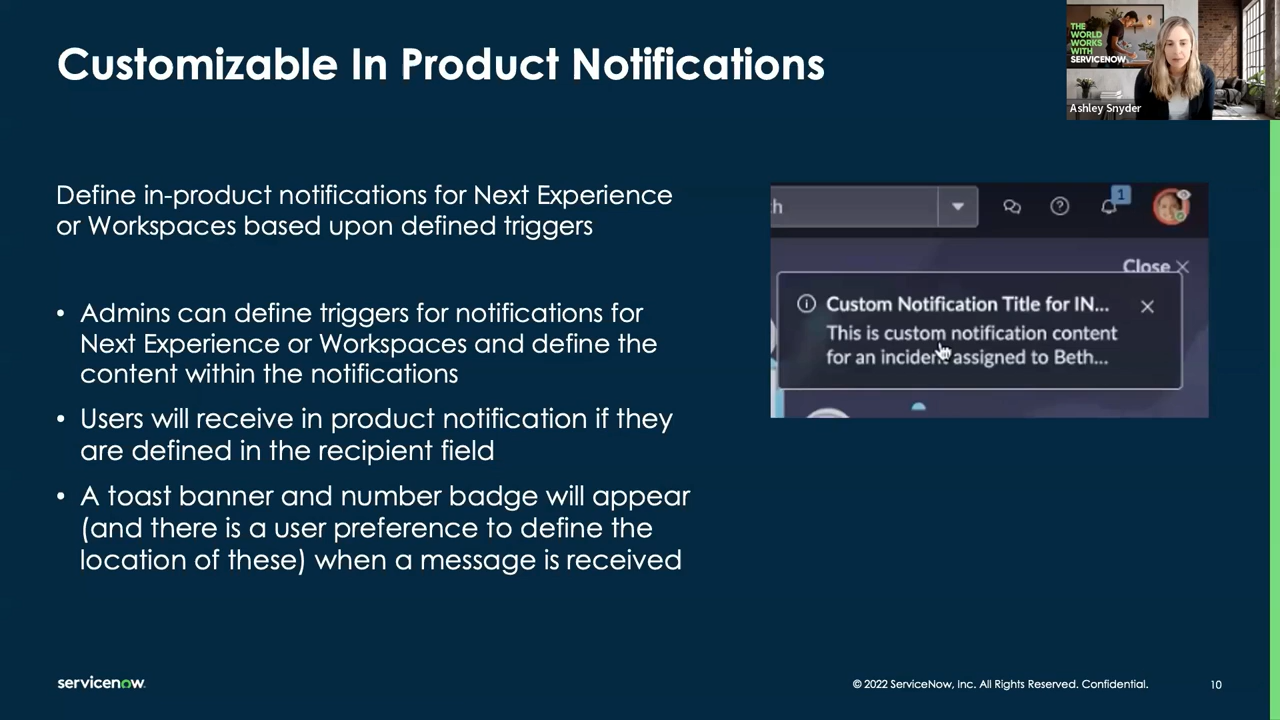 Customizable In Product Notifications
THE
WORLD
WORKS
WITH
SERVICENOW
Ashley Snyder
Define in-product notifications for Next Experience
or Workspaces based upon defined triggers
• Admins can define triggers for notifications for
Next Experience or Workspaces and define the
content within the notifications
• Users will receive in product notification if they
are defined in the recipient field
• A toast banner and number badge will appear
(and there is a user preference to define the
location of these) when a message is received
h
1
Close
Custom Notification Title for IN...
This is custom notification content
for an incident assigned to Beth...
servicenow.
© 2022 ServiceNow, Inc. All Rights Reserved. Confidential.
10